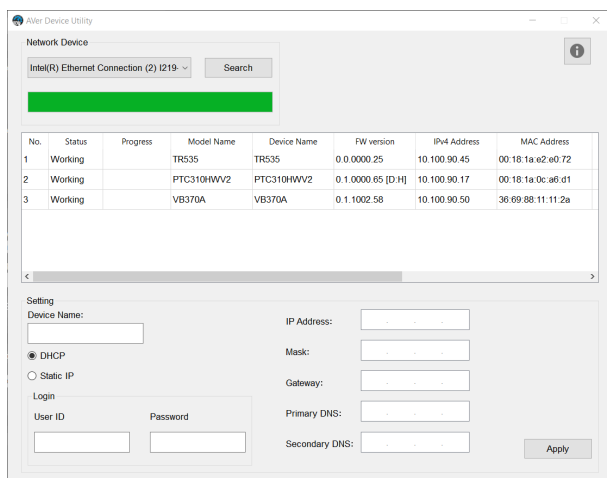 AVer Device Utility
Network Device
Intel(R) Ethernet Connection (2) I219-
Search
No. Status Progress Model Name Device Name FW version IPv4 Address MAC Address
1 Working TR535 TR535 0.0.0000.25 10.100.90.45 00:18:1a:e2:e0:72
2 Working PTC310HWV2 PTC310HWV2 0.1.0000.65 [D:H] 10.100.90.17 00:18:1a:0c:a6:d1
3 Working VB370A VB370A 0.1.1002.58 10.100.90.50 36:69:88:11:11:2a
Setting
Device Name:
DHCP
Static IP
Login
User ID Password
IP Address:
Mask:
Gateway:
Primary DNS:
Secondary DNS:
Apply